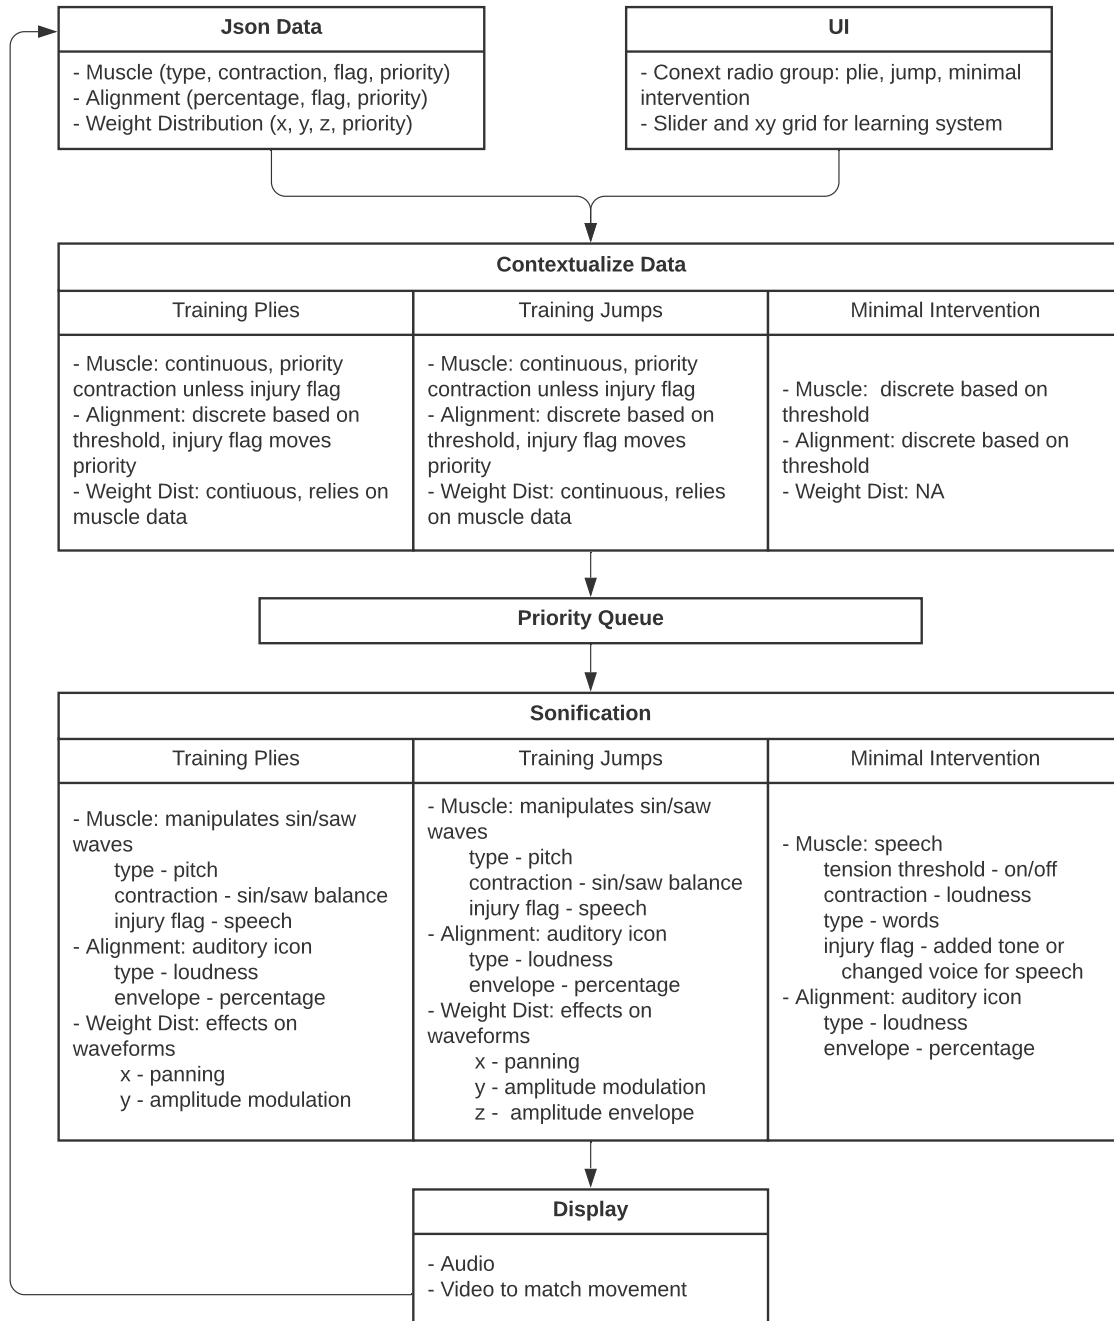 Json Data
- Muscle (type, contraction, flag, priority)
- Alignment (percentage, flag, priority)
- Weight Distribution (x, y, z, priority)
UI
- Conext radio group: plie, jump, minimal
intervention
- Slider and xy grid for learning system
Contextualize Data
Training Plies
- Muscle: continuous, priority
contraction unless injury flag
- Alignment: discrete based on
threshold, injury flag moves
priority
- Weight Dist: contiuous, relies on
muscle data
Training Jumps
- Muscle: continuous, priority
contraction unless injury flag
- Alignment: discrete based on
threshold, injury flag moves
priority
- Weight Dist: continuous, relies
on muscle data
Minimal Intervention
- Muscle:  discrete based on
threshold
- Alignment: discrete based on
threshold
- Weight Dist: NA
Priority Queue
Sonification
Training Plies
- Muscle: manipulates sin/saw
waves
type - pitch
contraction - sin/saw balance
injury flag - speech
- Alignment: auditory icon
type - loudness
envelope - percentage
- Weight Dist: effects on
waveforms
x - panning
y - amplitude modulation
Training Jumps
- Muscle: manipulates sin/saw
waves
type - pitch
contraction - sin/saw balance
injury flag - speech
- Alignment: auditory icon
type - loudness
envelope - percentage
- Weight Dist: effects on
waveforms
x - panning
y - amplitude modulation
z -  amplitude envelope
Minimal Intervention
- Muscle: speech
tension threshold - on/off
contraction - loudness
type - words
injury flag - added tone or
changed voice for speech
- Alignment: auditory icon
type - loudness
envelope - percentage
Display
- Audio
- Video to match movement